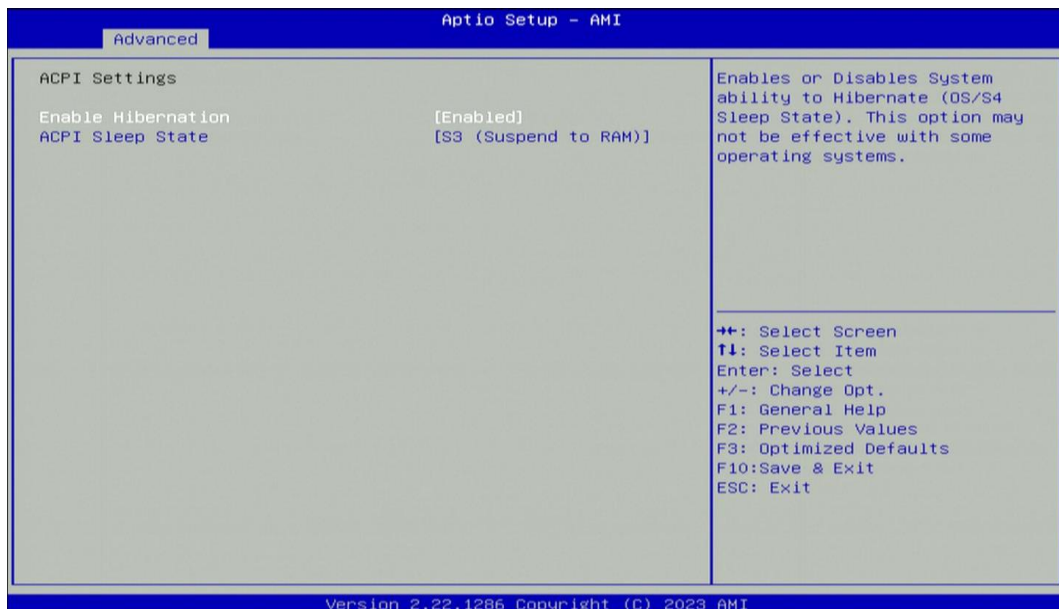 Aptio Setup - AMI
Advanced
ACPI Settings
Enable Hibernation [Enabled]
ACPI Sleep State [S3 (Suspend to RAM)]
Enables or Disables System
ability to Hibernate (OS/S4
Sleep State). This option may
not be effective with some
operating systems.
→←: Select Screen
↑↓: Select Item
Enter: Select
+/-: Change Opt.
F1: General Help
F2: Previous Values
F3: Optimized Defaults
F10:Save & Exit
ESC: Exit
Version 2.22.1286 Copyright (C) 2023 AMI